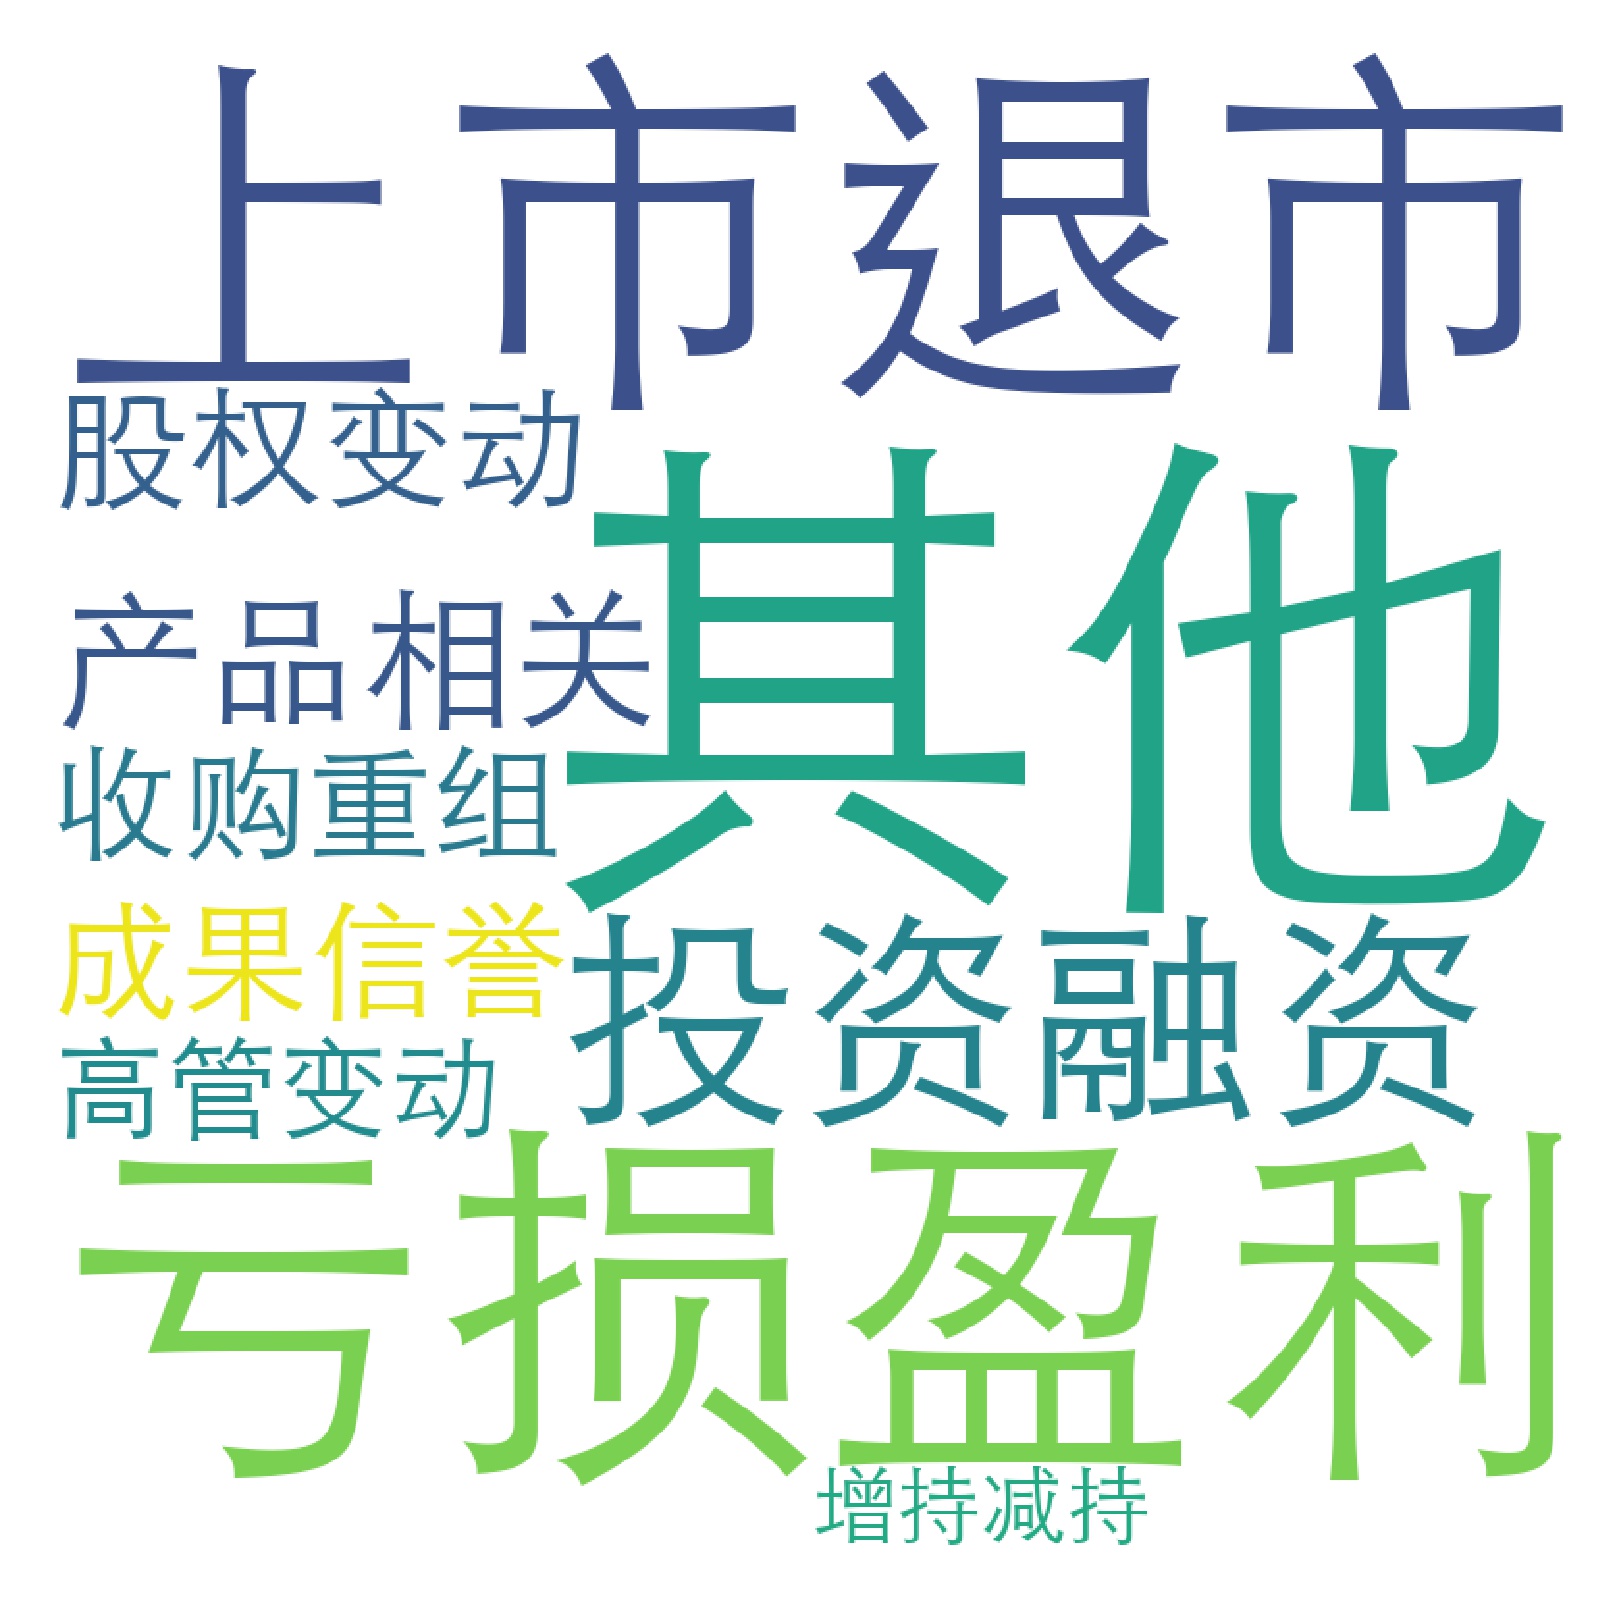 上市退市
股权变动
其他
产品相关
收购重组
成果信誉
投资融资
高管变动
亏损盈利
增持减持